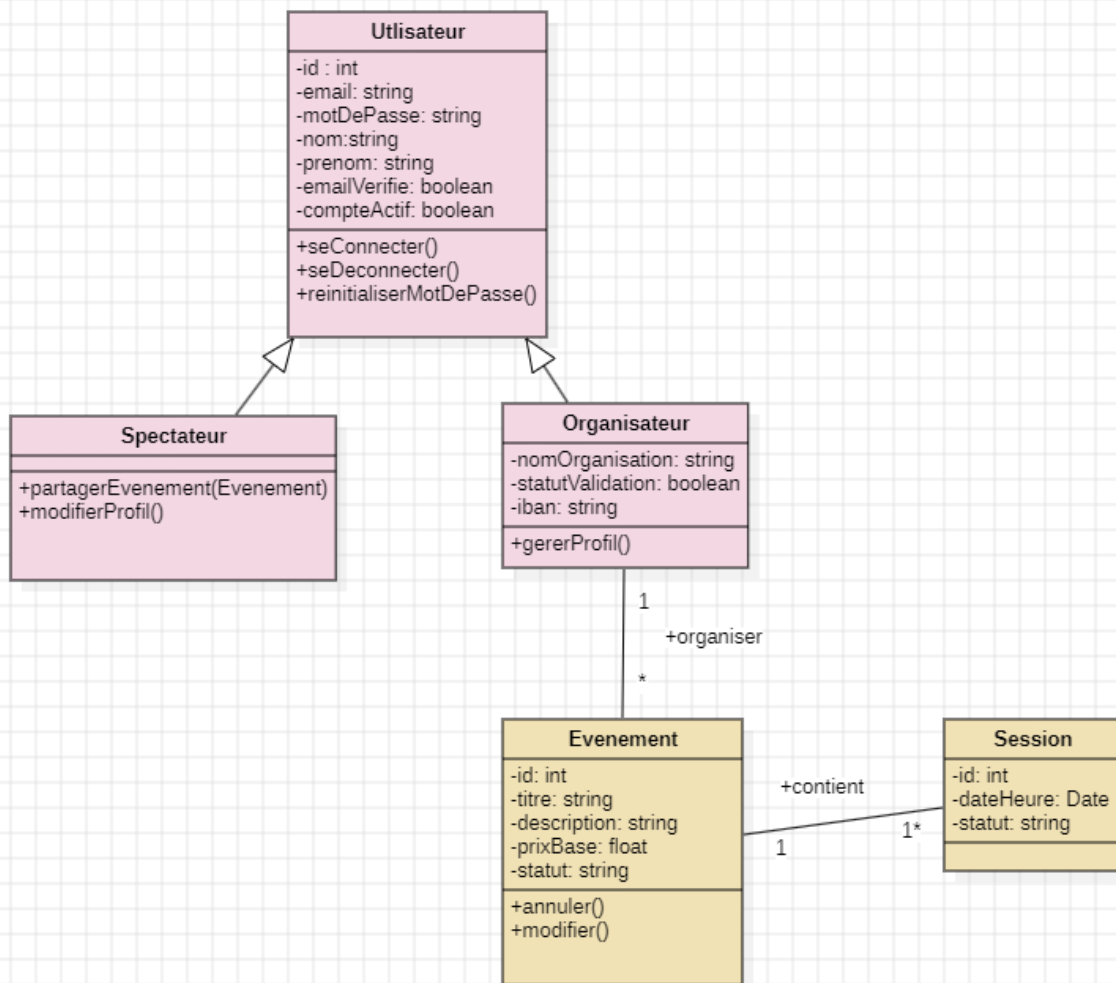 Utlisateur
-id : int
-email: string
-motDePasse: string
-nom:string
-prenom: string
-emailVerifie: boolean
-compteActif: boolean
+seConnecter()
+seDeconnecter()
+reinitialiserMotDePasse()
Spectateur
+partagerEvenement(Evenement)
+modifierProfil()
Organisateur
-nomOrganisation: string
-statutValidation: boolean
-iban: string
+gererProfil()
1
+organiser
*
Evenement
-id: int
-titre: string
-description: string
-prixBase: float
-statut: string
+annuler()
+modifier()
+contient
1
1*
Session
-id: int
-dateHeure: Date
-statut: string